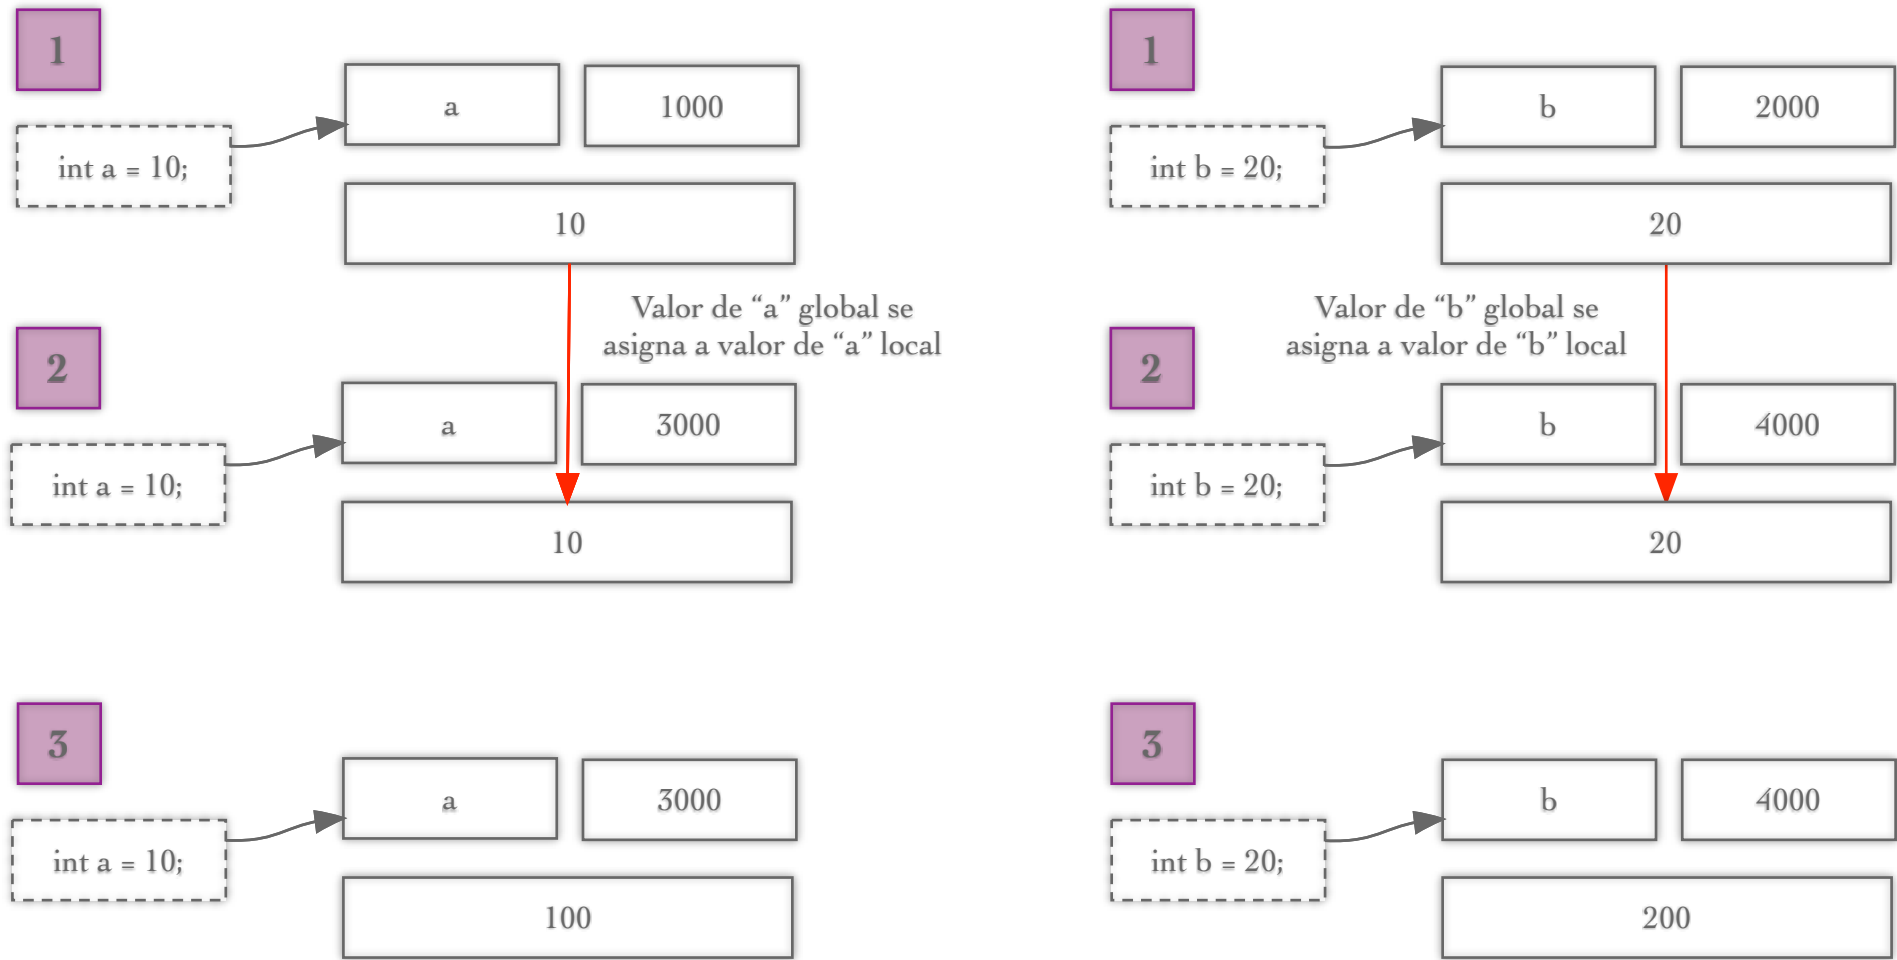 1
a
1000
int a = 10;
10
Valor de “a” global se
asigna a valor de “a” local
2
a
3000
int a = 10;
10
3
a
3000
int a = 10;
100
1
b
2000
int b = 20;
20
Valor de “b” global se
asigna a valor de “b” local
2
b
4000
int b = 20;
20
3
b
4000
int b = 20;
200